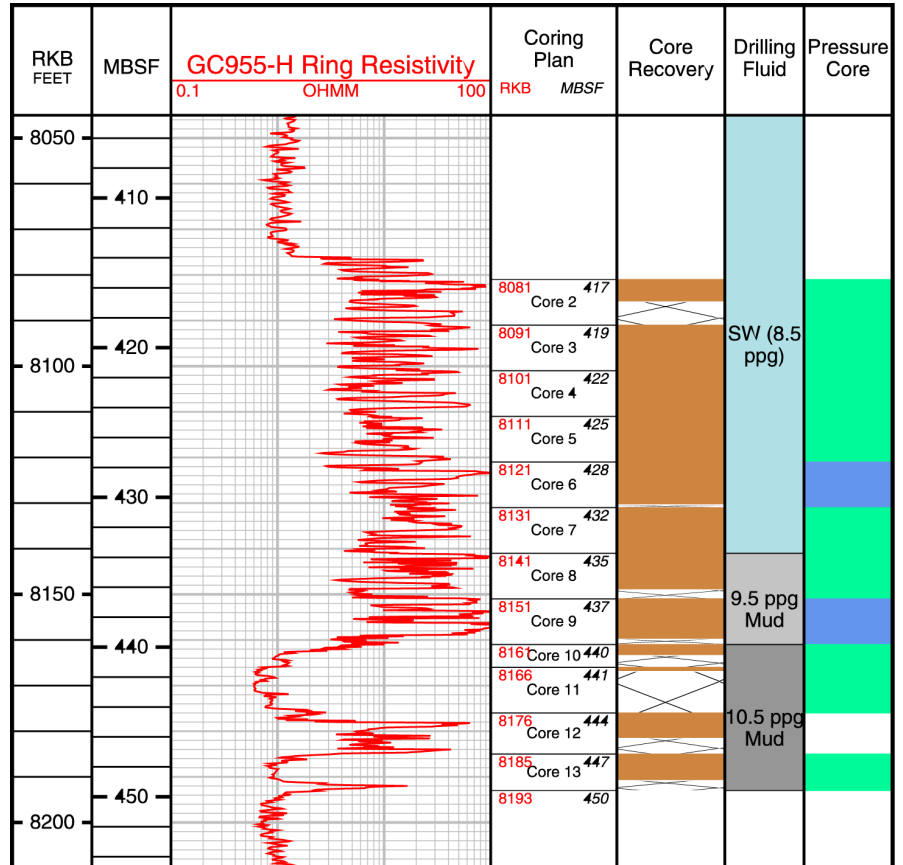 RKB
FEET
MBSF
GC955-H Ring Resistivity
0.1 OHMM 100
Coring
Plan
RKB MBSF
Core
Recovery
Drilling
Fluid
Pressure
Core
8050
410
8081 417
Core 2
8091 419
Core 3
SW (8.5
ppg)
420
8100
8101 422
Core 4
8111 425
Core 5
8121 428
Core 6
430
8131 432
Core 7
8141 435
Core 8
8150
9.5 ppg
Mud
8151 437
Core 9
440
8161 Core 10 440
8166 441
Core 11
8176 444
Core 12
10.5 ppg
Mud
8185 447
Core 13
450
8193 450
8200